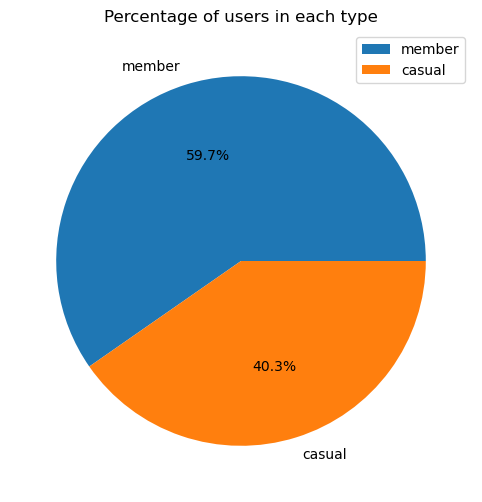 Percentage of users in each type
member
casual
member
59.7%
40.3%
casual